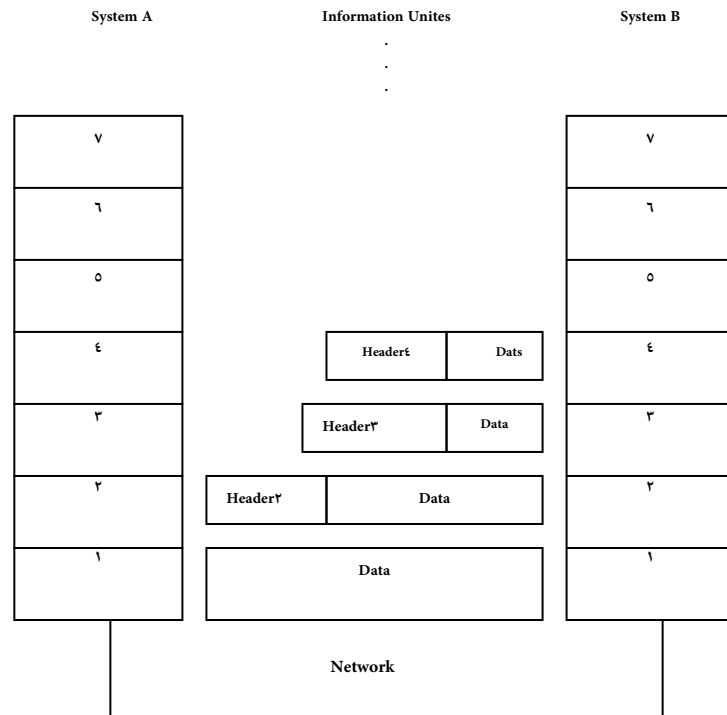 System A Information Unites System B
.
.
.
٧ ٧
٦ ٦
٥ ٥
٤ Header٤ Dats ٤
٣ Header٣ Data ٣
٢ Header٢ Data ٢
١ Data ١
Network